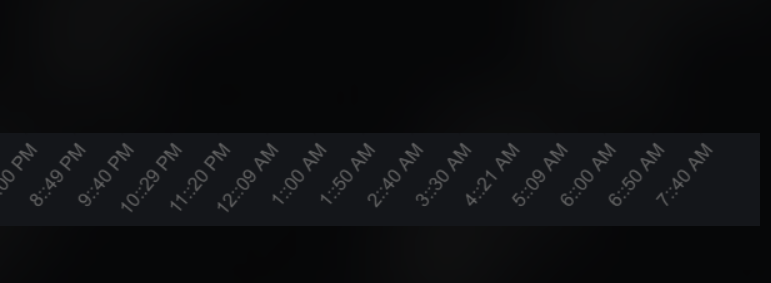 :00 PM
8::49 PM
9::40 PM
10::29 PM
11::20 PM
12::09 AM
1::00 AM
1::50 AM
2::40 AM
3::30 AM
4::21 AM
5::09 AM
6::00 AM
6::50 AM
7::40 AM